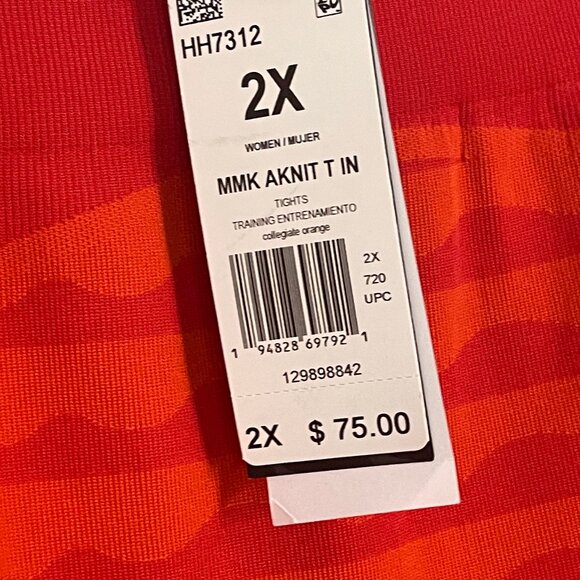 HH7312
2X
WOMEN / MUJER
MMK AKNIT T IN
TIGHTS
TRAINING ENTRENAMIENTO
collegiate orange
2X
720
UPC
1 94828 69792 1
129898842
2X $ 75.00